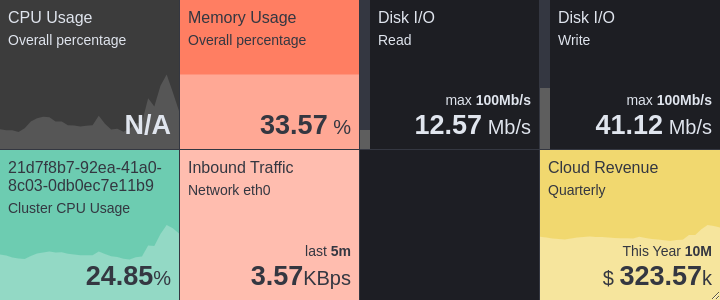 CPU Usage
Overall percentage
N/A
Memory Usage
Overall percentage
33.57 %
Disk I/O
Read
max 100Mb/s
12.57 Mb/s
Disk I/O
Write
max 100Mb/s
41.12 Mb/s
21d7f8b7-92ea-41a0-
8c03-0db0ec7e11b9
Cluster CPU Usage
24.85%
Inbound Traffic
Network eth0
last 5m
3.57KBps
Cloud Revenue
Quarterly
This Year 10M
$ 323.57k